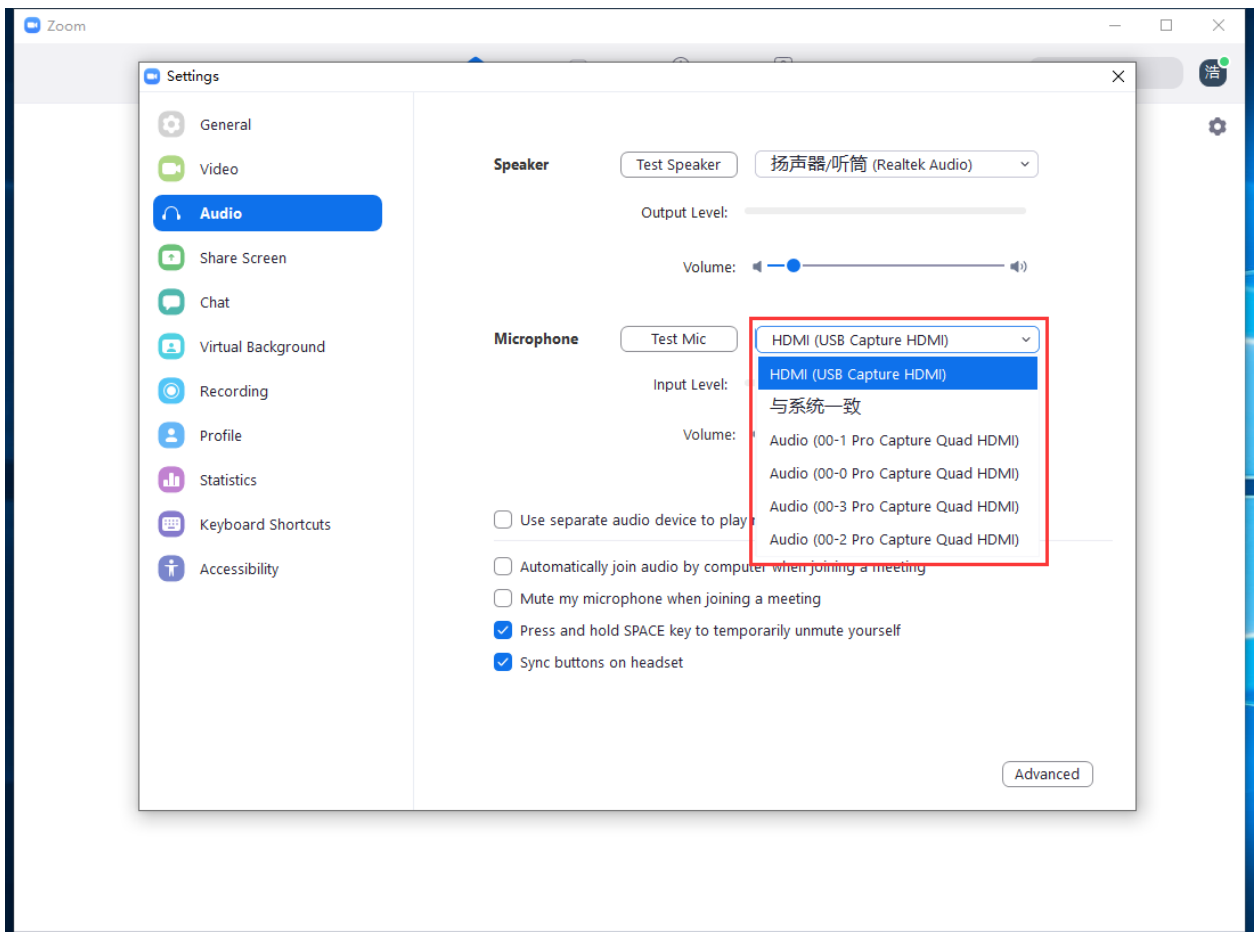 Zoom
Settings
浩
General
Video
Audio
Share Screen
Chat
Virtual Background
Recording
Profile
Statistics
Keyboard Shortcuts
Accessibility
Speaker
Test Speaker
扬声器/听筒 (Realtek Audio)
Output Level:
Volume:
Microphone
Test Mic
HDMI (USB Capture HDMI)
HDMI (USB Capture HDMI)
与系统一致
Audio (00-1 Pro Capture Quad HDMI)
Audio (00-0 Pro Capture Quad HDMI)
Audio (00-3 Pro Capture Quad HDMI)
Audio (00-2 Pro Capture Quad HDMI)
Input Level:
Volume:
Use separate audio device to play
Automatically join audio by computer when joining a meeting
Mute my microphone when joining a meeting
Press and hold SPACE key to temporarily unmute yourself
Sync buttons on headset
Advanced